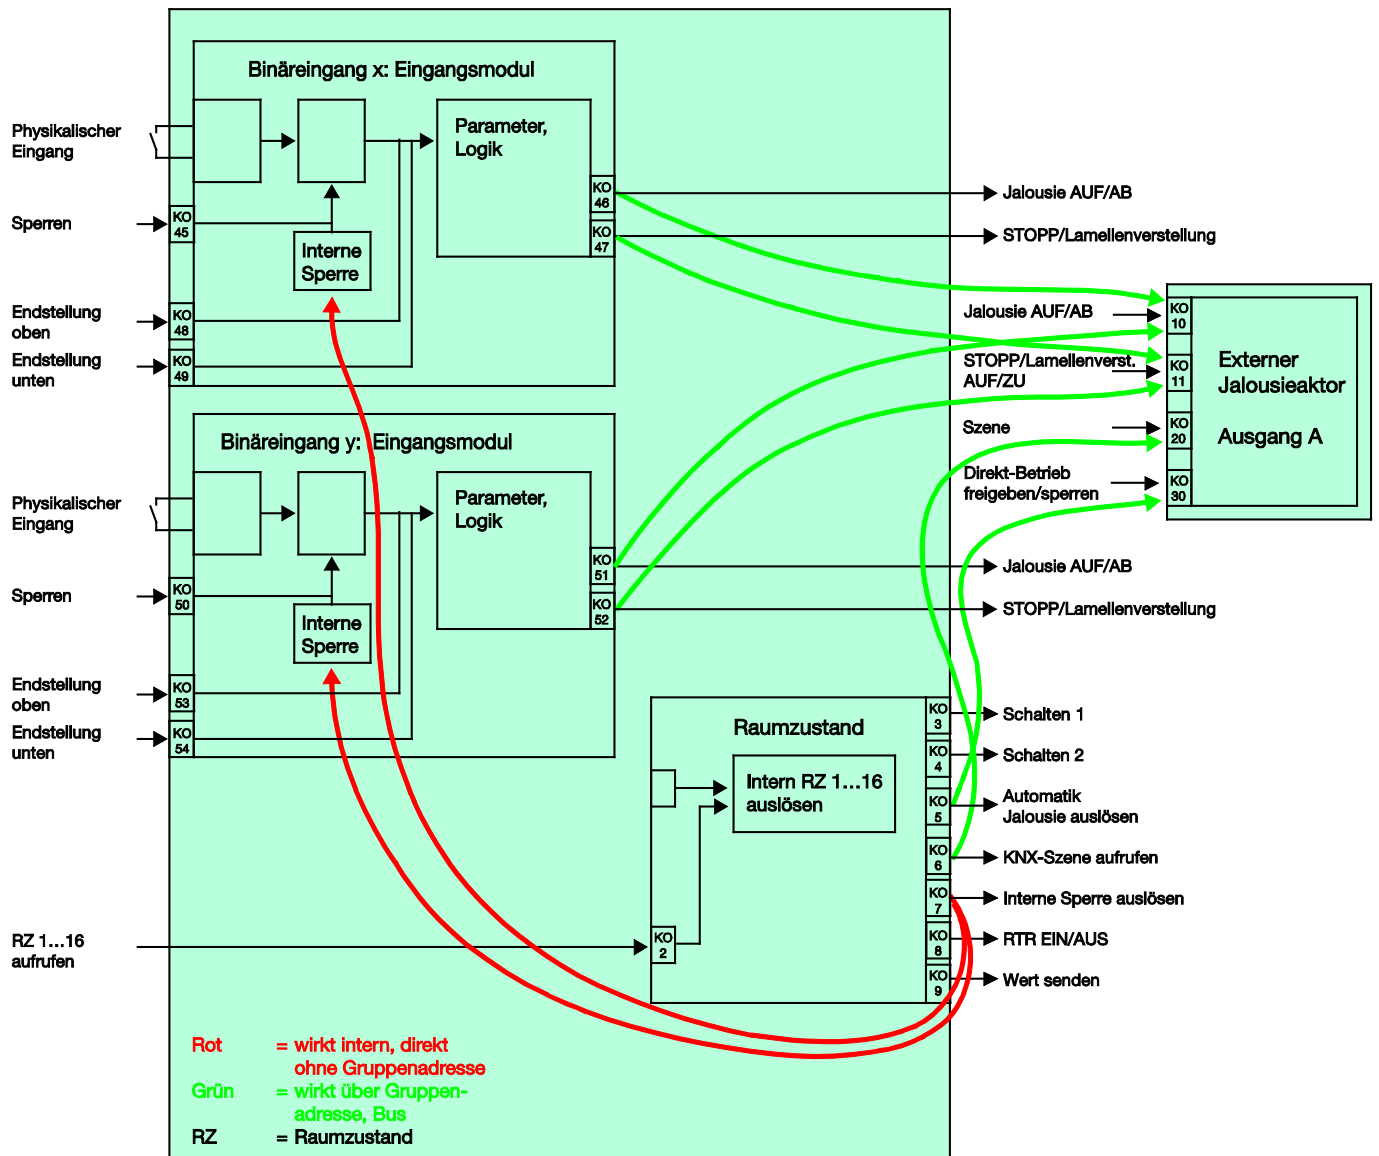 Binäreingang x: Eingangsmodul
Physikalischer
Eingang
Parameter,
Logik
KO
46
KO
47
Jalousie AUF/AB
STOPP/Lamellenverstellung
Sperren
KO
45
Interne
Sperre
Endstellung
oben
KO
48
Endstellung
unten
KO
49
Jalousie AUF/AB
KO
10
STOPP/Lamellenverst.
AUF/ZU
KO
11
Szene
KO
20
Direkt-Betrieb
freigeben/sperren
KO
30
Externer
Jalousieaktor
Ausgang A
Binäreingang y: Eingangsmodul
Physikalischer
Eingang
Parameter,
Logik
KO
51
KO
52
Jalousie AUF/AB
STOPP/Lamellenverstellung
Sperren
KO
50
Interne
Sperre
Endstellung
oben
KO
53
Endstellung
unten
KO
54
Raumzustand
Intern RZ 1...16
auslösen
KO
3
Schalten 1
KO
4
Schalten 2
KO
5
Automatik
Jalousie auslösen
KO
6
KNX-Szene aufrufen
KO
7
Interne Sperre auslösen
KO
8
RTR EIN/AUS
KO
9
Wert senden
RZ 1...16
aufrufen
KO
2
Rot = wirkt intern, direkt
ohne Gruppenadresse
Grün = wirkt über Gruppen-
adresse, Bus
RZ = Raumzustand